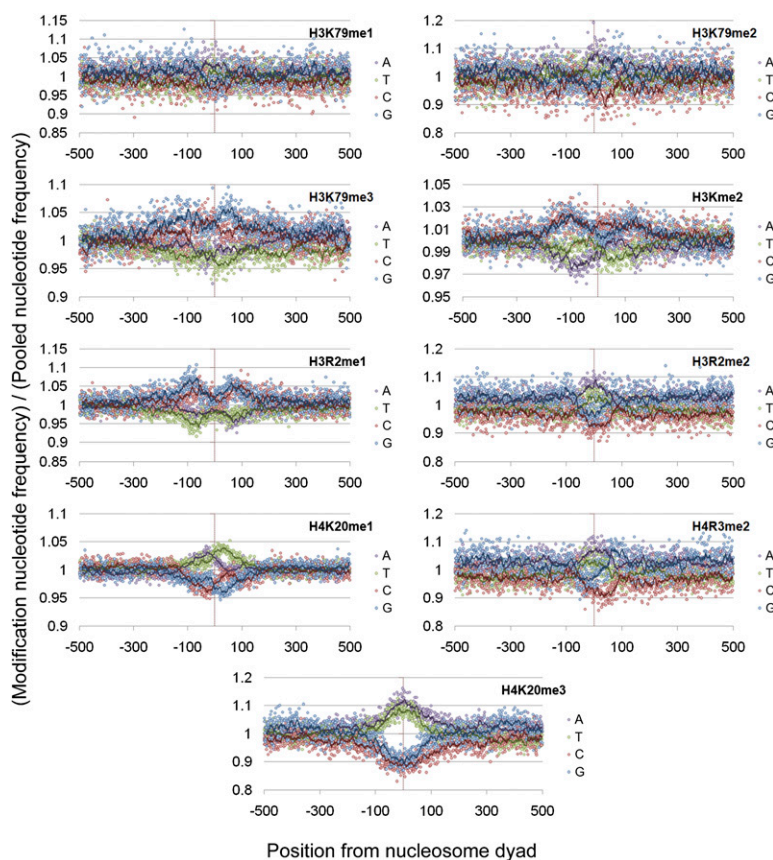 (Modification nucleotide frequency) / (Pooled nucleotide frequency)
H3K79me1
1.15
1.1
1.05
1
0.95
0.9
0.85
-500 -300 -100 100 300 500
A
T
C
G
H3K79me2
1.2
1.1
1
0.9
0.8
-500 -300 -100 100 300 500
A
T
C
G
H3K79me3
1.1
1.05
1
0.95
0.9
-500 -300 -100 100 300 500
A
T
C
G
H3Kme2
1.05
1.03
1.01
0.99
0.97
0.95
-500 -300 -100 100 300 500
A
T
C
G
H3R2me1
1.15
1.1
1.05
1
0.95
0.9
0.85
-500 -300 -100 100 300 500
A
T
C
G
H3R2me2
1.2
1.1
1
0.9
0.8
-500 -300 -100 100 300 500
A
T
C
G
H4K20me1
1.1
1.05
1
0.95
0.9
-500 -300 -100 100 300 500
A
T
C
G
H4R3me2
1.2
1.1
1
0.9
0.8
-500 -300 -100 100 300 500
A
T
C
G
H4K20me3
1.2
1.1
1
0.9
0.8
-500 -300 -100 100 300 500
A
T
C
G
Position from nucleosome dyad